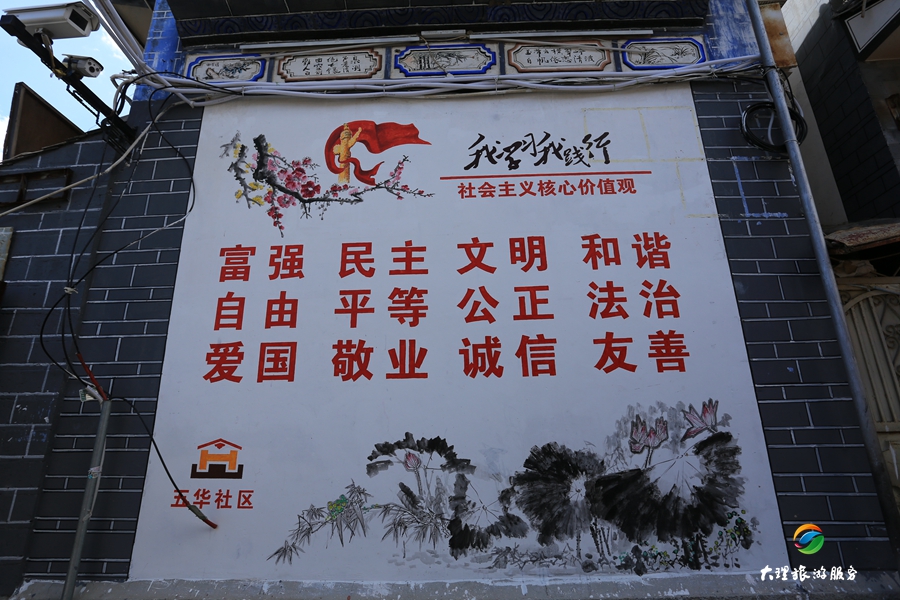 我学习我践行
社会主义核心价值观
富强 民主 文明 和谐
自由 平等 公正 法治
爱国 敬业 诚信 友善
五华社区
大理旅游服务